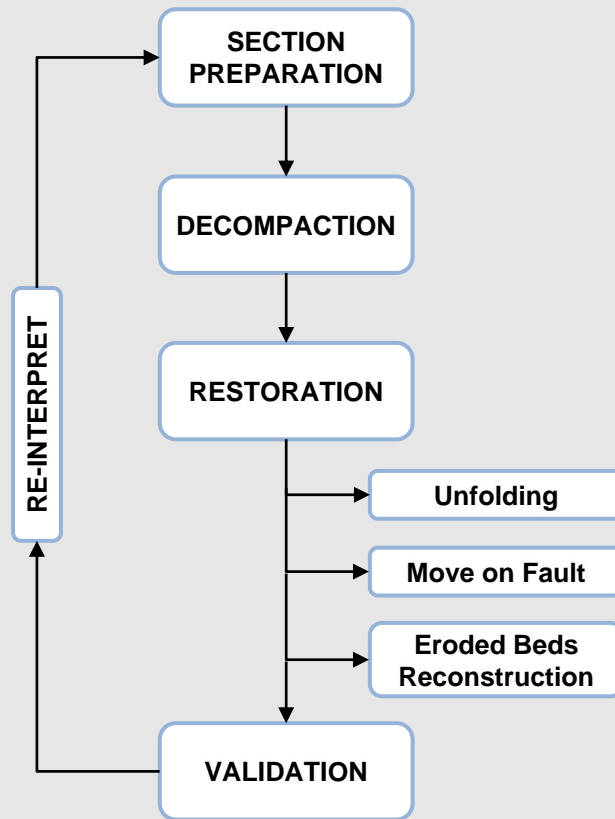 SECTION
PREPARATION
DECOMPACTION
RE-INTERPRET
RESTORATION
Unfolding
Move on Fault
Eroded Beds
Reconstruction
VALIDATION